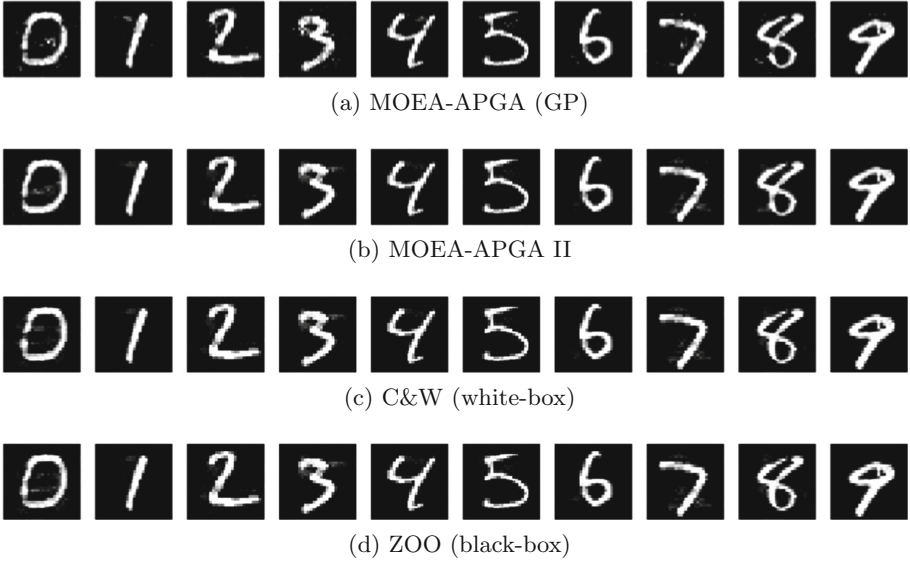 0 1 2 3 4 5 6 7 8 9
(a) MOEA-APGA (GP)
0 1 2 3 4 5 6 7 8 9
(b) MOEA-APGA II
0 1 2 3 4 5 6 7 8 9
(c) C&W (white-box)
0 1 2 3 4 5 6 7 8 9
(d) ZOO (black-box)